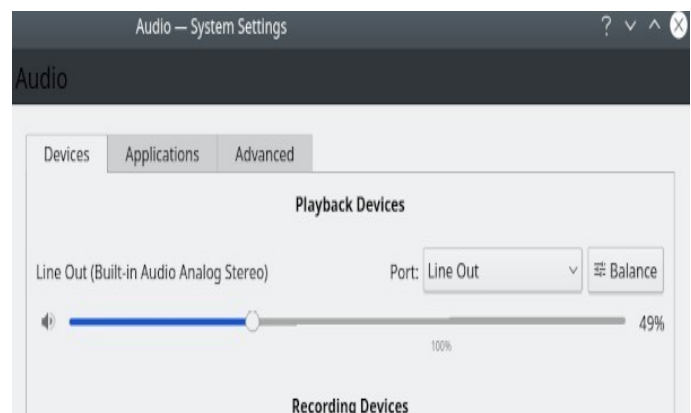 Audio — System Settings
Audio
Devices Applications Advanced
Playback Devices
Line Out (Built-in Audio Analog Stereo) Port: Line Out Balance
49%
100%
Recording Devices